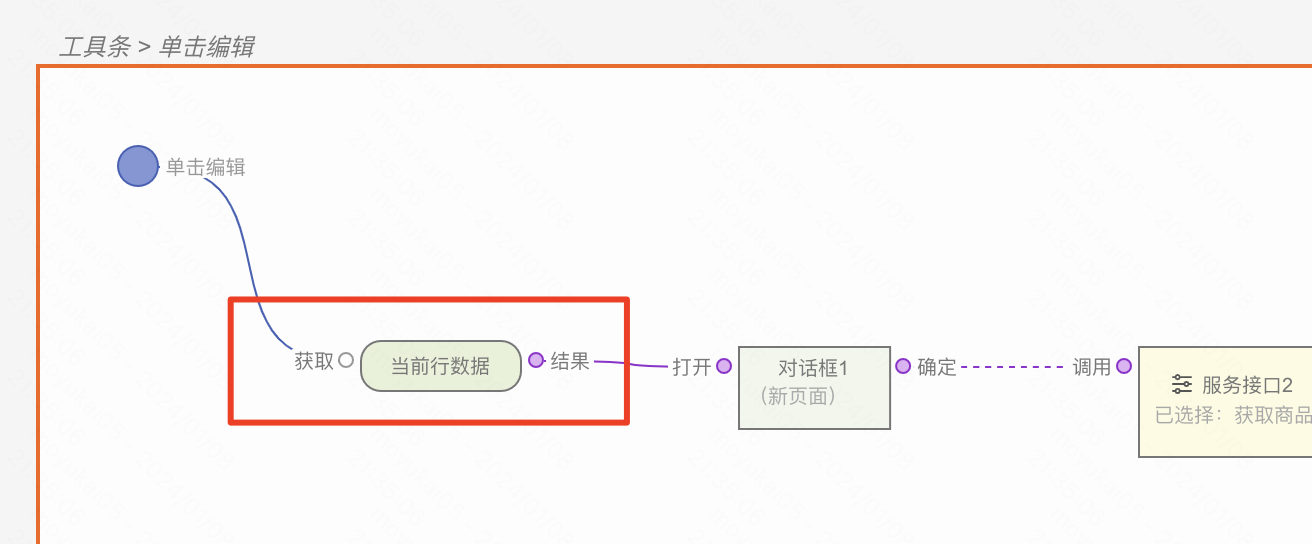 工具条 > 单击编辑
单击编辑
获取
当前行数据
结果
打开
对话框1
（新页面）
确定
调用
服务接口2
已选择：获取商品